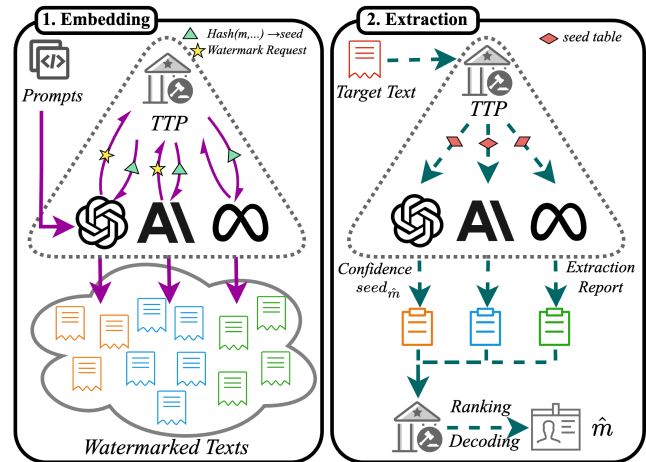 1. Embedding
Hash(m,...) →seed
Watermark Request
Prompts
TTP
Watermarked Texts
2. Extraction
seed table
Target Text
TTP
Confidence
seed_{m̂}
Extraction
Report
Ranking
Decoding
m̂